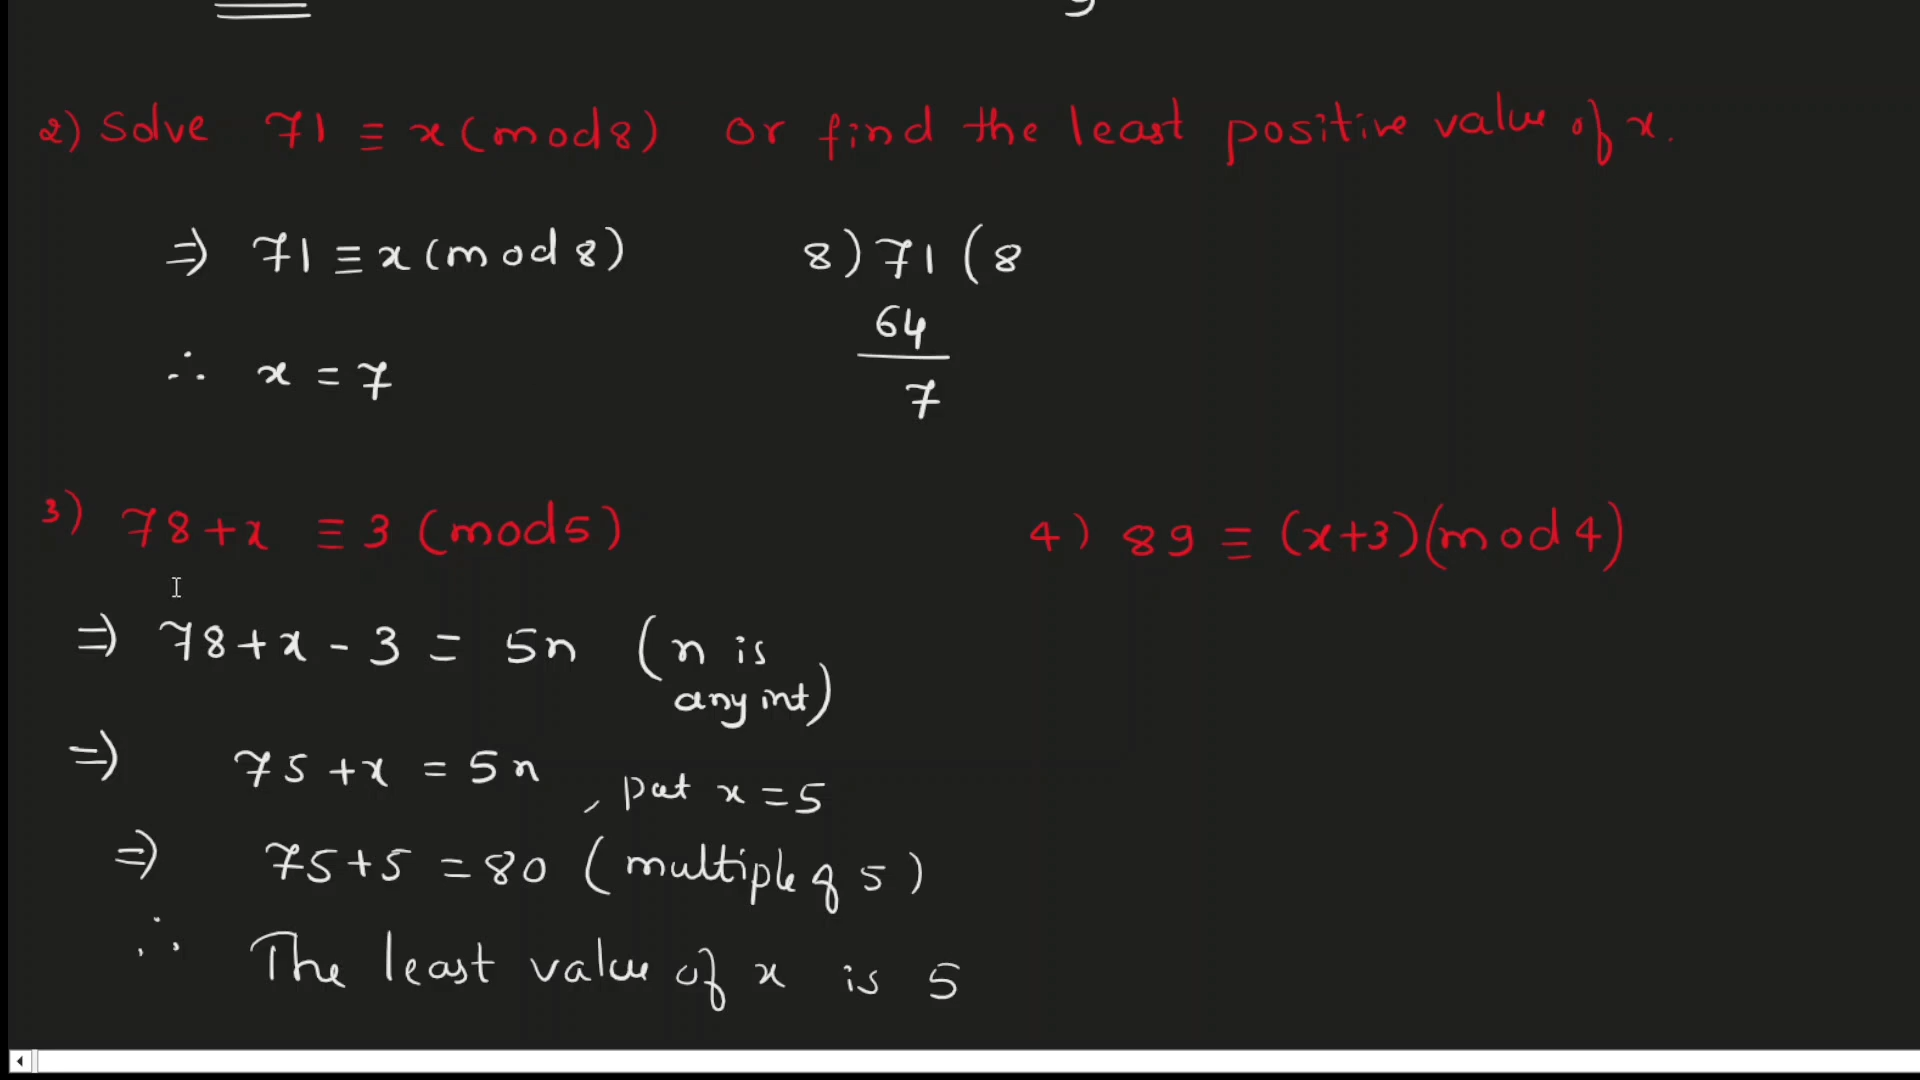 2) Solve 71 ≡ x (mod 8) or find the least positive value of x.
⇒ 71 ≡ x (mod 8)
8 ) 71 ( 8
64
∴ x = 7
7
3) 78 + x ≡ 3 (mod 5)
4) 89 ≡ (x+3) (mod 4)
⇒ 78 + x - 3 = 5n (n is
any int)
⇒ 75 + x = 5n , put x = 5
⇒ 75 + 5 = 80 (multiple of 5)
∴ The least value of x is 5